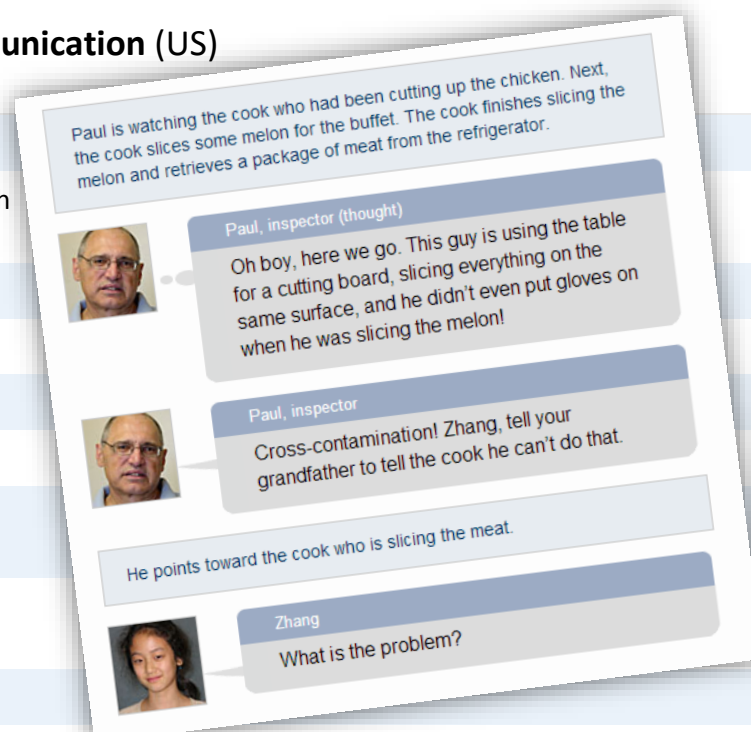 unication (US)
n
Paul is watching the cook who had been cutting up the chicken. Next,
the cook slices some melon for the buffet. The cook finishes slicing the
melon and retrieves a package of meat from the refrigerator.
Paul, inspector (thought)
Oh boy, here we go. This guy is using the table
for a cutting board, slicing everything on the
same surface, and he didn't even put gloves on
when he was slicing the melon!
Paul, inspector
Cross-contamination! Zhang, tell your
grandfather to tell the cook he can't do that.
He points toward the cook who is slicing the meat.
Zhang
What is the problem?